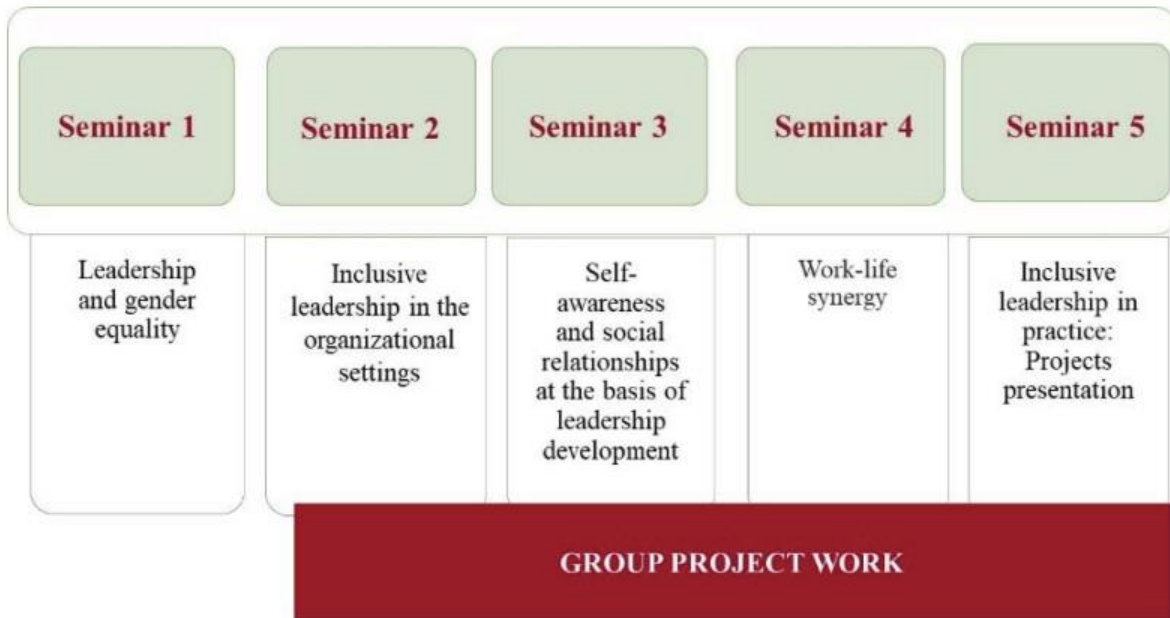 Seminar 1
Seminar 2
Seminar 3
Seminar 4
Seminar 5
Leadership
and gender
equality
Inclusive
leadership in the
organizational
settings
Self-
awareness
and social
relationships
at the basis of
leadership
development
Work-life
synergy
Inclusive
leadership in
practice:
Projects
presentation
GROUP PROJECT WORK